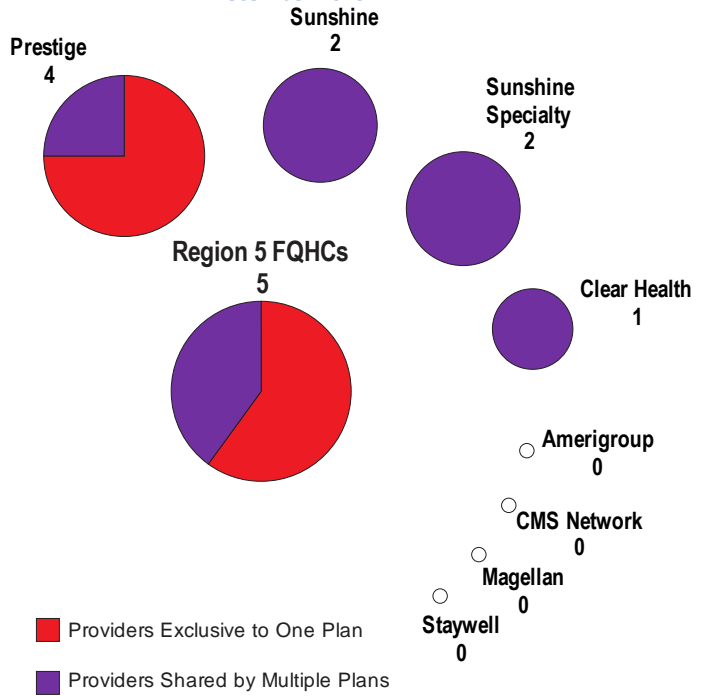 Sunshine
2
Prestige
4
Sunshine
Specialty
2
Region 5 FQHCs
5
Clear Health
1
Amerigroup
0
CMS Network
0
Magellan
0
Staywell
0
Providers Exclusive to One Plan
Providers Shared by Multiple Plans